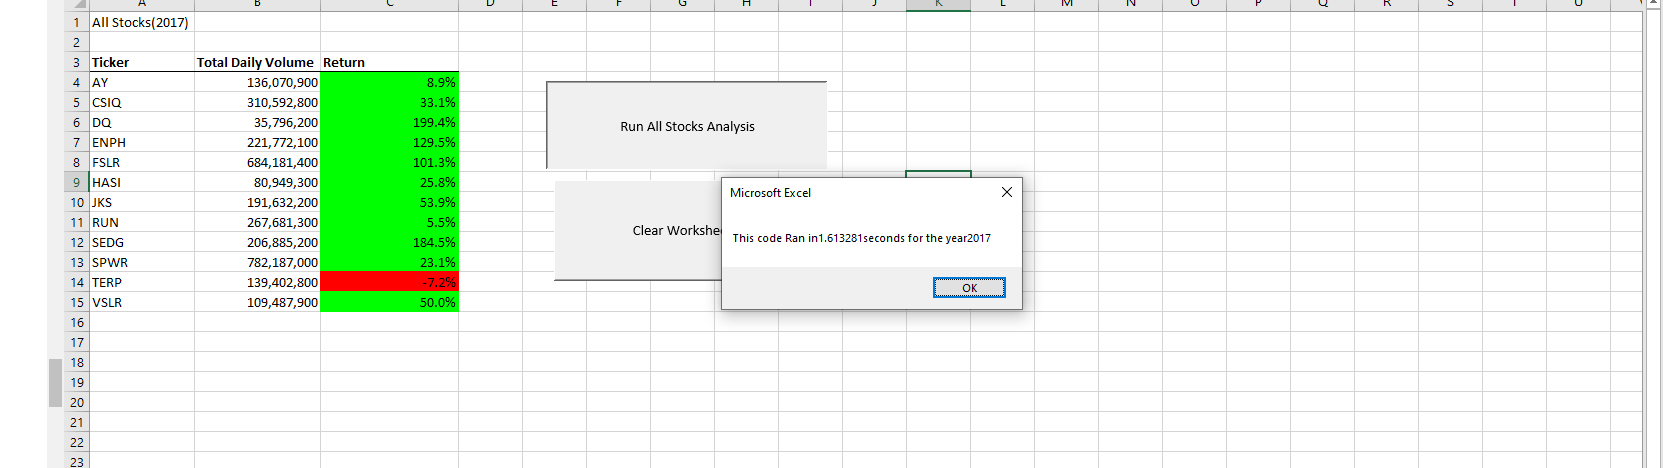 A B C D E F G H I J K L M N O P Q R S T U
1 All Stocks(2017)
2
3 Ticker Total Daily Volume Return
4 AY 136,070,900 8.9%
5 CSIQ 310,592,800 33.1%
6 DQ 35,796,200 199.4%
7 ENPH 221,772,100 129.5%
8 FSLR 684,181,400 101.3%
9 HASI 80,949,300 25.8%
10 JKS 191,632,200 53.9%
11 RUN 267,681,300 5.5%
12 SEDG 206,885,200 184.5%
13 SPWR 782,187,000 23.1%
14 TERP 139,402,800 -7.2%
15 VSLR 109,487,900 50.0%
16
17
18
19
20
21
22
23
Run All Stocks Analysis
Clear Workshe
Microsoft Excel
This code Ran in1.613281seconds for the year2017
OK